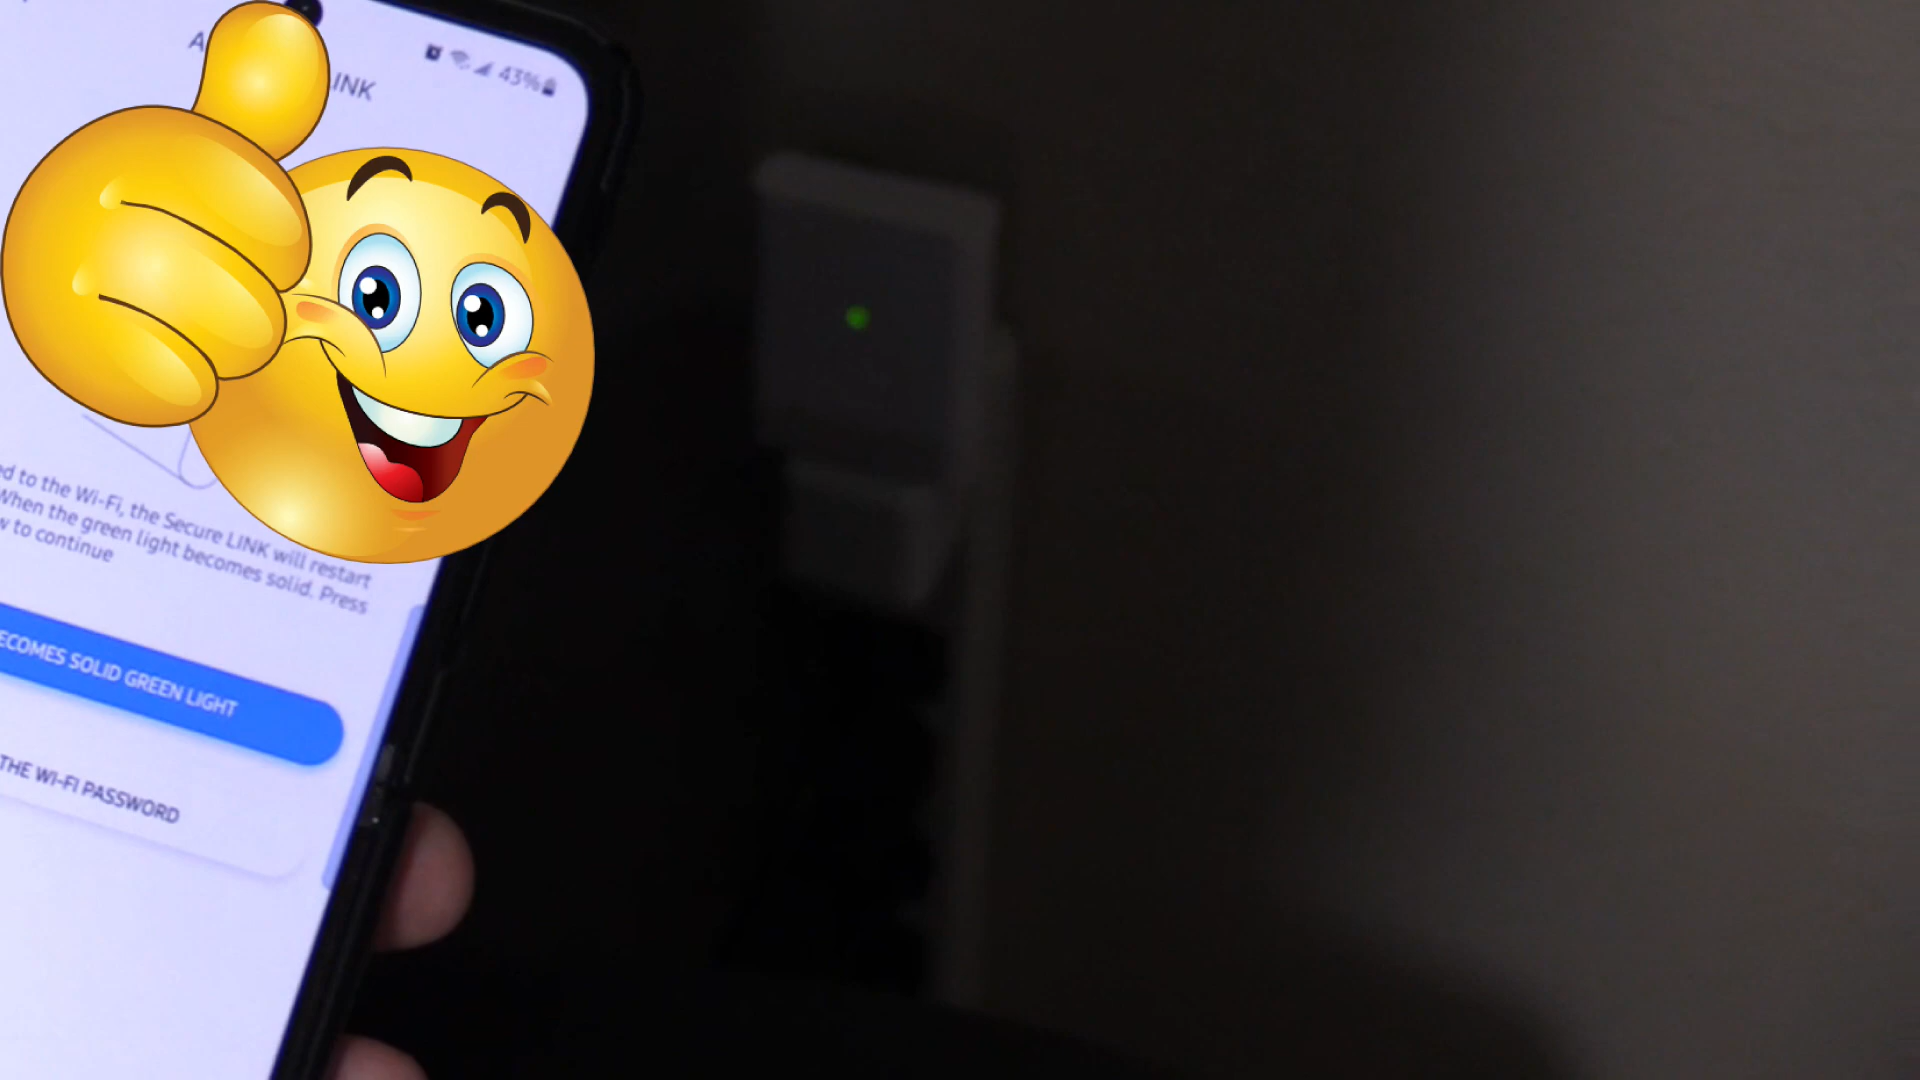 43%
A
INK
ed to the Wi-Fi, the Secure LINK will restart
When the green light becomes solid. Press
w to continue
ECOMES SOLID GREEN LIGHT
THE WI-FI PASSWORD